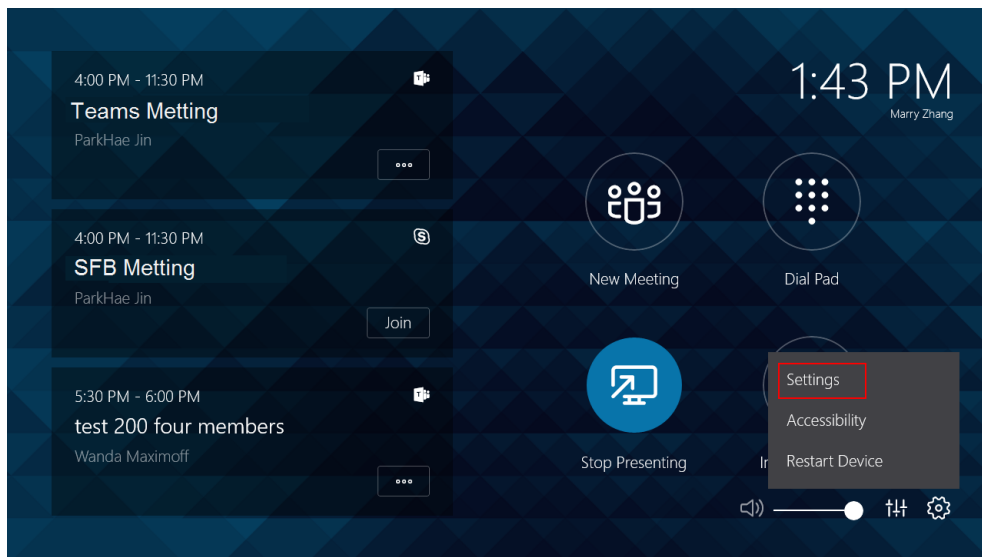 4:00 PM - 11:30 PM
Teams Metting
ParkHae Jin
4:00 PM - 11:30 PM
SFB Metting
ParkHae Jin
Join
5:30 PM - 6:00 PM
test 200 four members
Wanda Maximoff
1:43 PM
Marry Zhang
New Meeting
Dial Pad
Stop Presenting
Settings
Accessibility
Restart Device